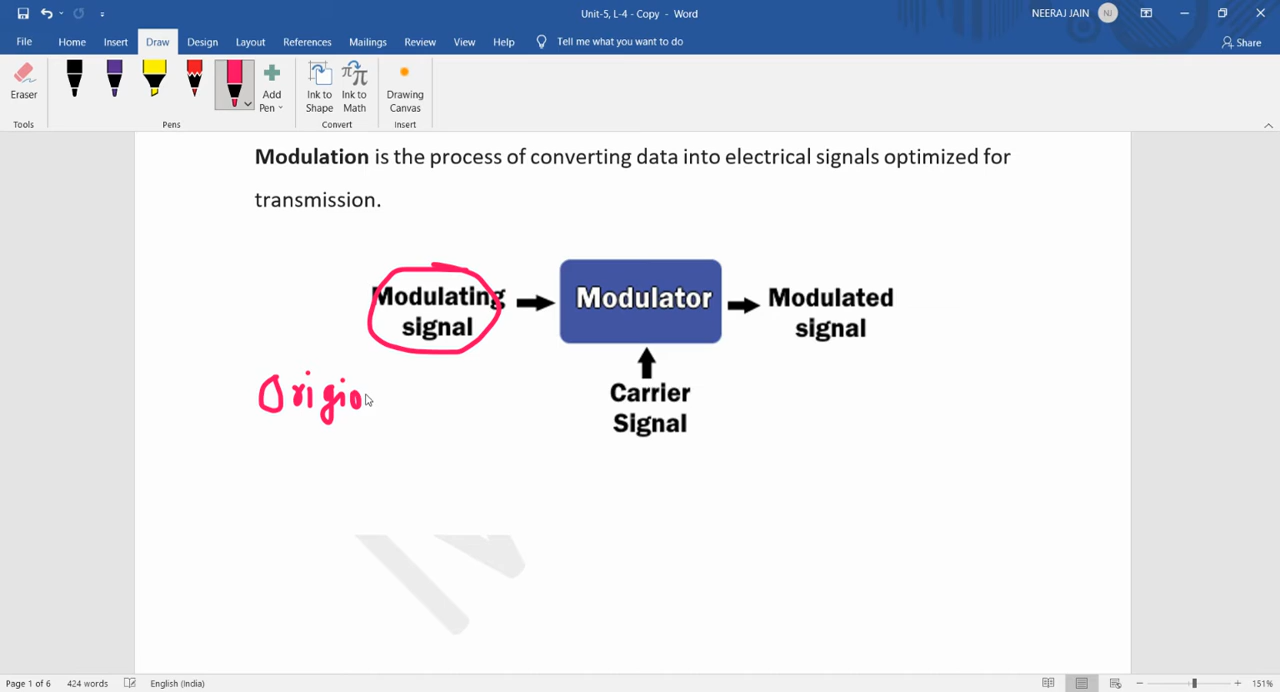 Unit-5, L-4 - Copy - Word
NEERAJ JAIN NJ
File Home Insert Draw Design Layout References Mailings Review View Help Tell me what you want to do Share
Eraser
Add Pen
Ink to Shape
Ink to Math
Drawing Canvas
Tools Pens Convert Insert
Modulation is the process of converting data into electrical signals optimized for
transmission.
Modulating
signal
Modulator
Modulated
signal
Carrier
Signal
Page 1 of 6 424 words English (India) 151%